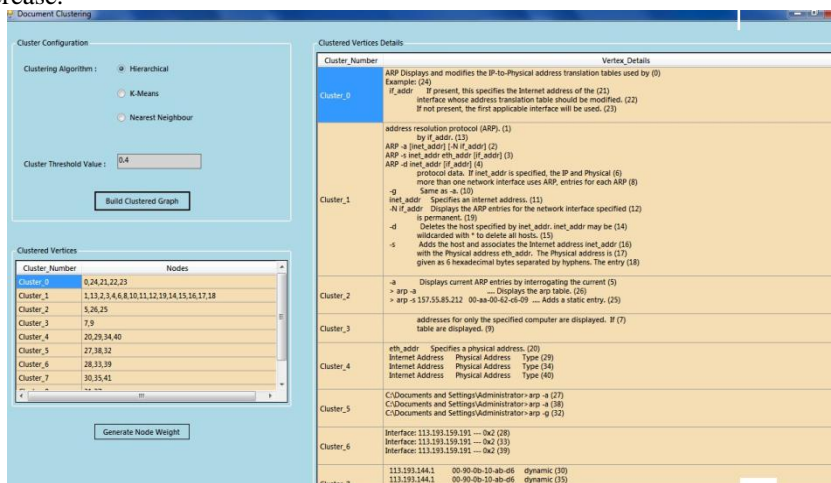 crease.
Document Clustering
Cluster Configuration
Clustering Algorithm :
Hierarchical
K-Means
Nearest Neighbour
Cluster Threshold Value :
0.4
Build Clustered Graph
Clustered Vertices
Cluster_Number Nodes
Cluster_0 0,24,21,22,23
Cluster_1 1,13,2,3,4,6,8,10,11,12,19,14,15,16,17,18
Cluster_2 5,26,25
Cluster_3 7,9
Cluster_4 20,29,34,40
Cluster_5 27,38,32
Cluster_6 28,33,39
Cluster_7 30,35,41
Generate Node Weight
Clustered Vertices Details
Cluster_Number Vertex_Details
Cluster_0
ARP Displays and modifies the IP-to-Physical address translation tables used by (0)
Example: (24)
if_addr If present, this specifies the Internet address of the (21)
interface whose address translation table should be modified. (22)
If not present, the first applicable interface will be used. (23)
Cluster_1
address resolution protocol (ARP). (1)
by if_addr. (13)
ARP -a [inet_addr] [-N if_addr] (2)
ARP -s inet_addr eth_addr [if_addr] (3)
ARP -d inet_addr [if_addr] (4)
protocol data. If inet_addr is specified, the IP and Physical (6)
more than one network interface uses ARP, entries for each ARP (8)
-g Same as -a. (10)
inet_addr Specifies an internet address. (11)
-N if_addr Displays the ARP entries for the network interface specified (12)
is permanent. (19)
-d Deletes the host specified by inet_addr. inet_addr may be (14)
wildcarded with * to delete all hosts. (15)
-s Adds the host and associates the Internet address inet_addr (16)
with the Physical address eth_addr. The Physical address is (17)
given as 6 hexadecimal bytes separated by hyphens. The entry (18)
Cluster_2
-a Displays current ARP entries by interrogating the current (5)
> arp -a .... Displays the arp table. (26)
> arp -s 157.55.85.212 00-aa-00-62-c6-09 .... Adds a static entry. (25)
Cluster_3
addresses for only the specified computer are displayed. If (7)
table are displayed. (9)
Cluster_4
eth_addr Specifies a physical address. (20)
Internet Address Physical Address Type (29)
Internet Address Physical Address Type (34)
Internet Address Physical Address Type (40)
Cluster_5
C:\Documents and Settings\Administrator>arp -a (27)
C:\Documents and Settings\Administrator>arp -a (38)
C:\Documents and Settings\Administrator>arp -g (32)
Cluster_6
Interface: 113.193.159.191 --- 0x2 (28)
Interface: 113.193.159.191 --- 0x2 (33)
Interface: 113.193.159.191 --- 0x2 (39)
113.193.144.1 00-90-0b-10-ab-d6 dynamic (30)
113.193.144.1 00-90-0b-10-ab-d6 dynamic (35)